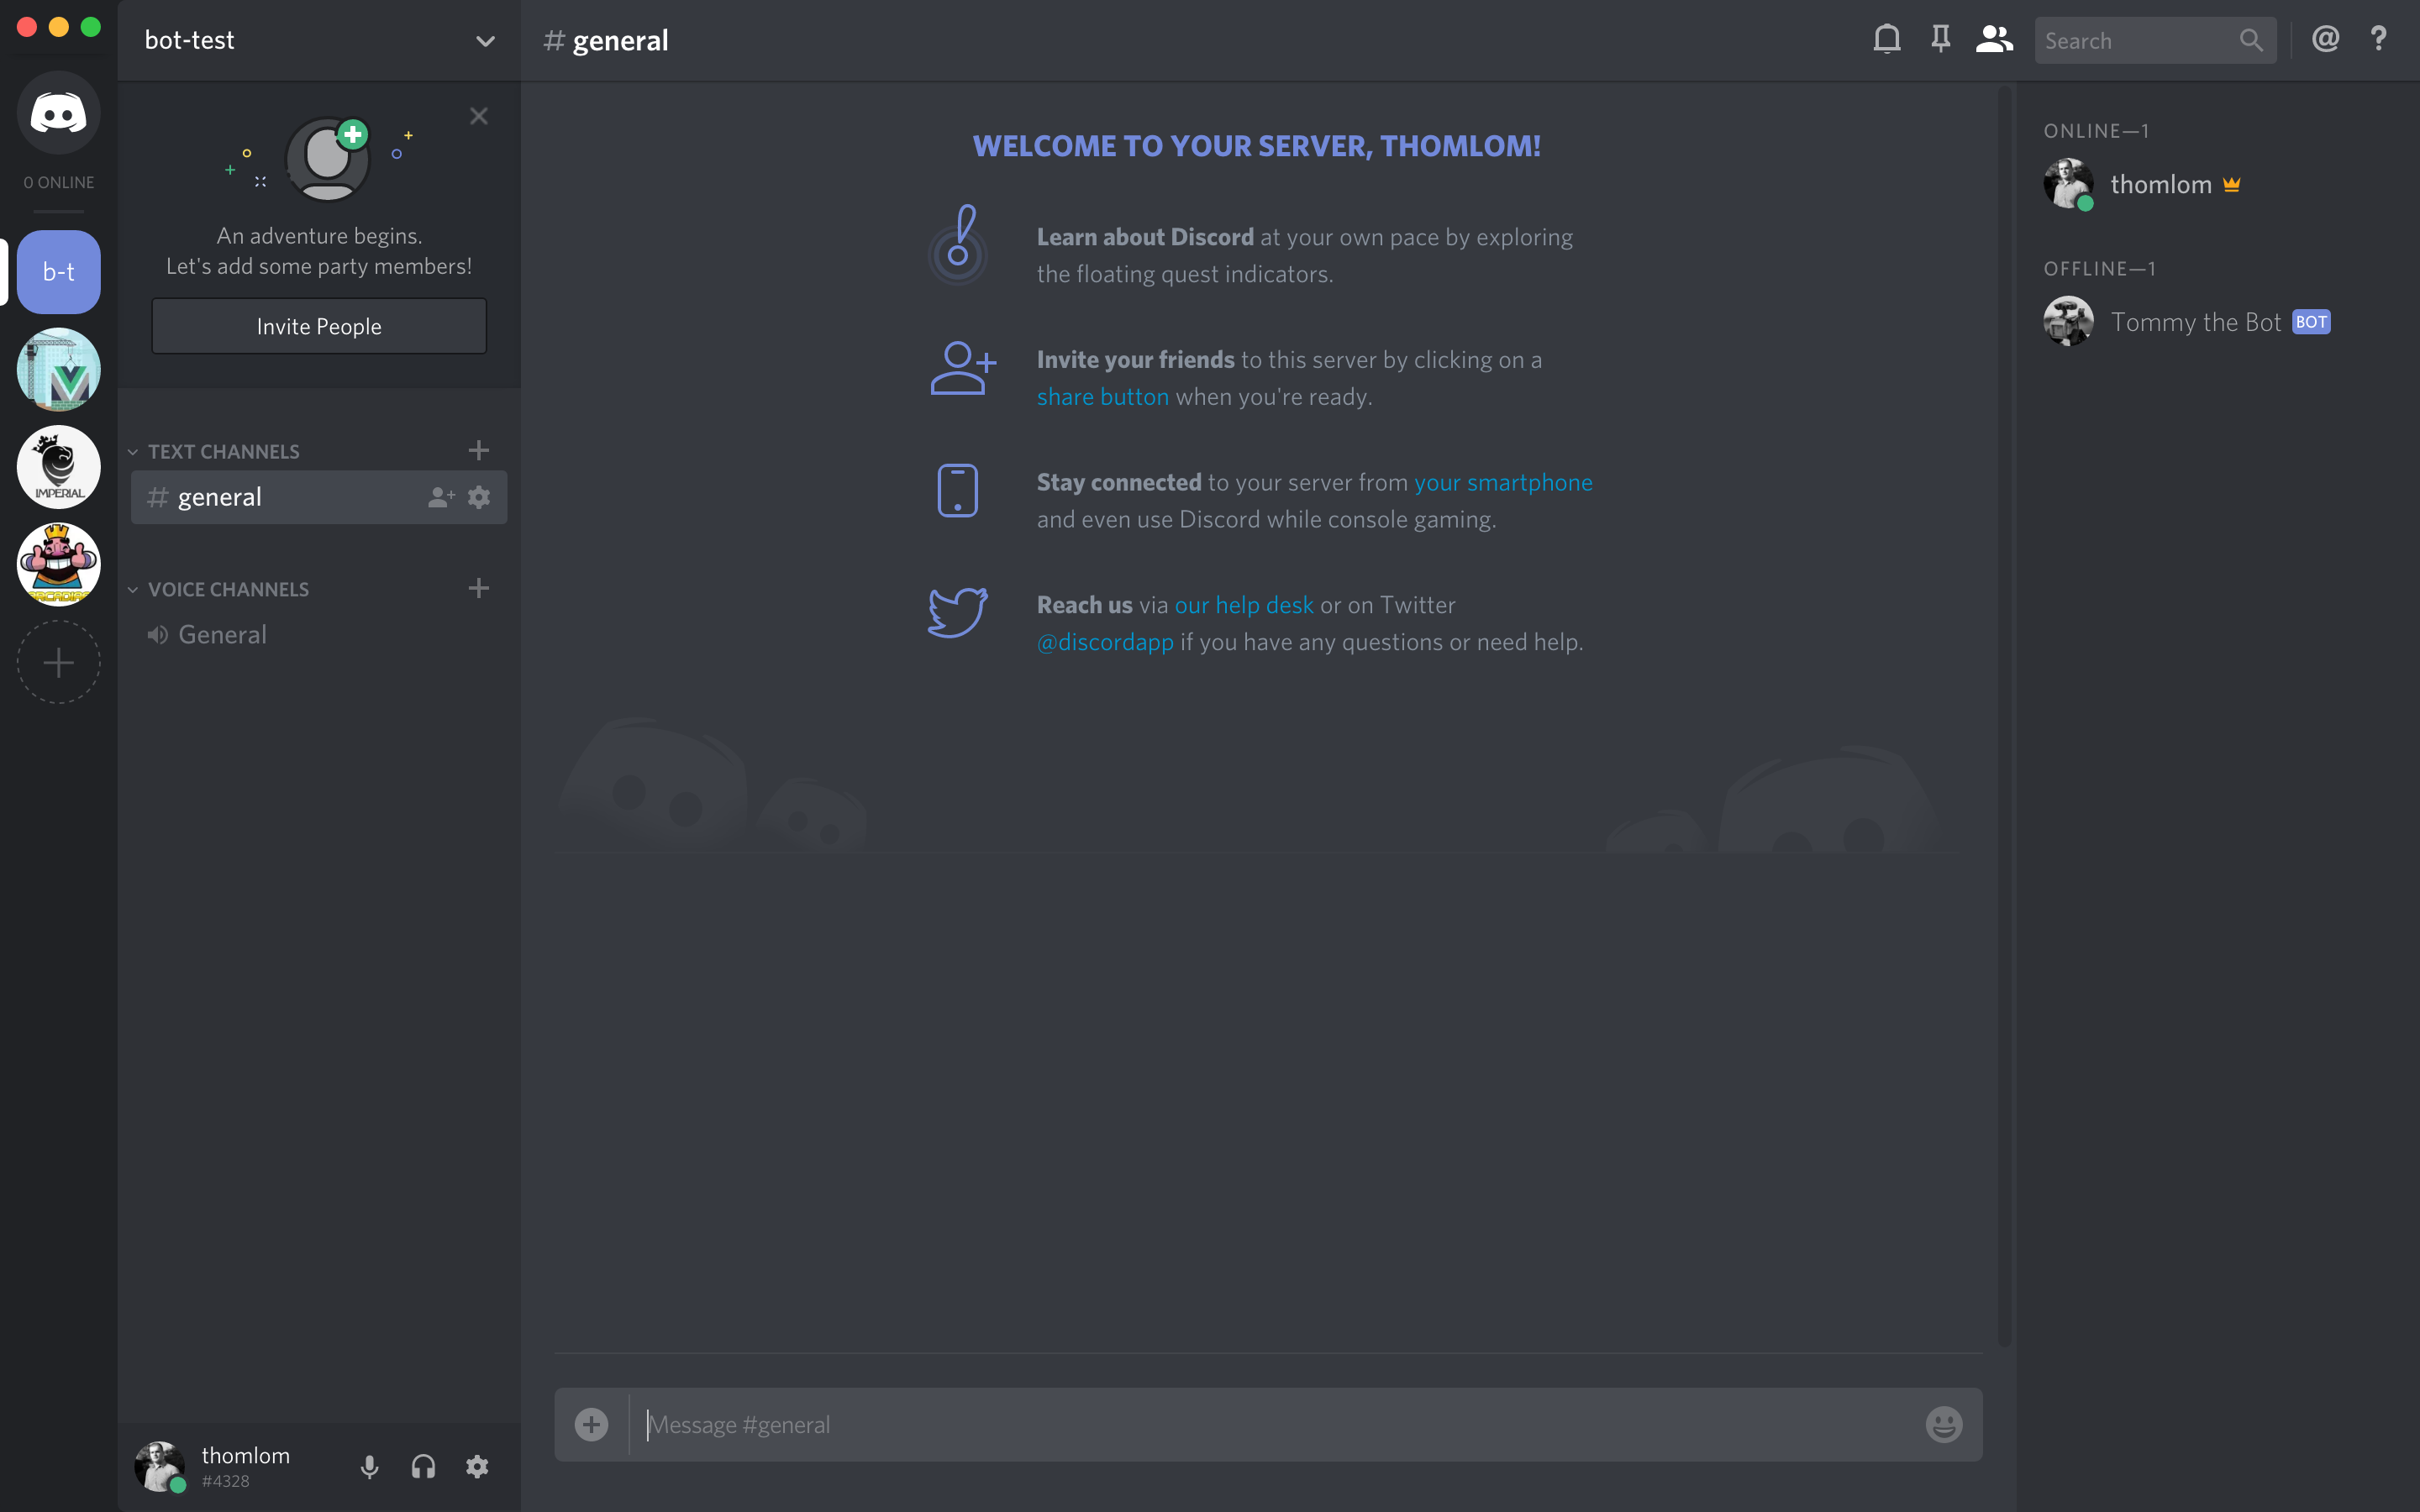 bot-test
# general
Search
@
?
0 ONLINE
b-t
IMPERIAL
An adventure begins.
Let's add some party members!
Invite People
TEXT CHANNELS
# general
VOICE CHANNELS
General
thomlom
#4328
WELCOME TO YOUR SERVER, THOMLOM!
Learn about Discord at your own pace by exploring
the floating quest indicators.
Invite your friends to this server by clicking on a
share button when you're ready.
Stay connected to your server from your smartphone
and even use Discord while console gaming.
Reach us via our help desk or on Twitter
@discordapp if you have any questions or need help.
Message #general
ONLINE—1
thomlom
OFFLINE—1
Tommy the Bot BOT